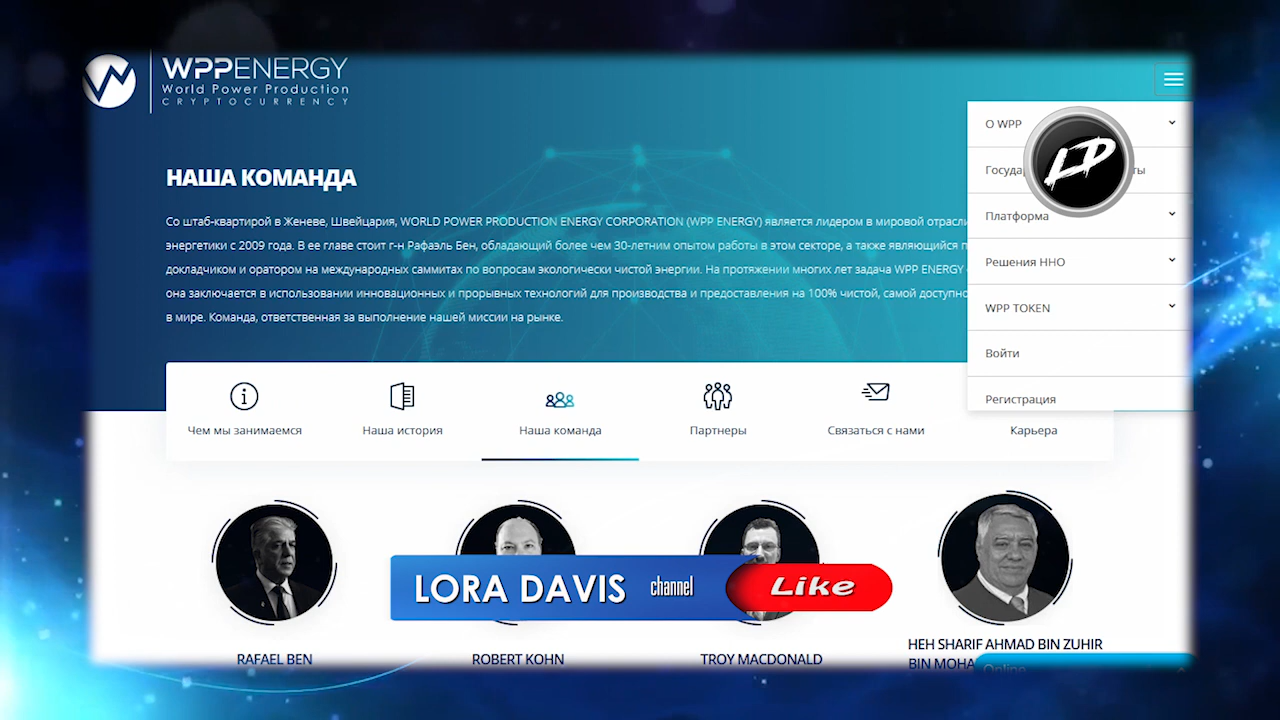 WPPENERGY
World Power Production
CRYPTOCURRENCY
О WPP
LD
Платформа
Решения ННО
WPP TOKEN
Войти
Регистрация
НАША КОМАНДА
Со штаб-квартирой в Женеве, Швейцария, WORLD POWER PRODUCTION ENERGY CORPORATION (WPP ENERGY) является лидером в мировой
энергетики с 2009 года. В ее главе стоит г-н Рафаэль Бен, обладающий более чем 30-летним опытом работы в этом секторе, а также являющийся
докладчиком и оратором на международных саммитах по вопросам экологически чистой энергии. На протяжении многих лет задача WPP ENERGY
она заключается в использовании инновационных и прорывных технологий для производства и предоставления на 100% чистой, самой
в мире. Команда, ответственная за выполнение нашей миссии на рынке.
Чем мы занимаемся
Наша история
Наша команда
Партнеры
Связаться с нами
Карьера
LORA DAVIS channel
Like
RAFAEL BEN
ROBERT KOHN
TROY MACDONALD
HEH SHARIF AHMAD BIN ZUHIR
BIN
Online